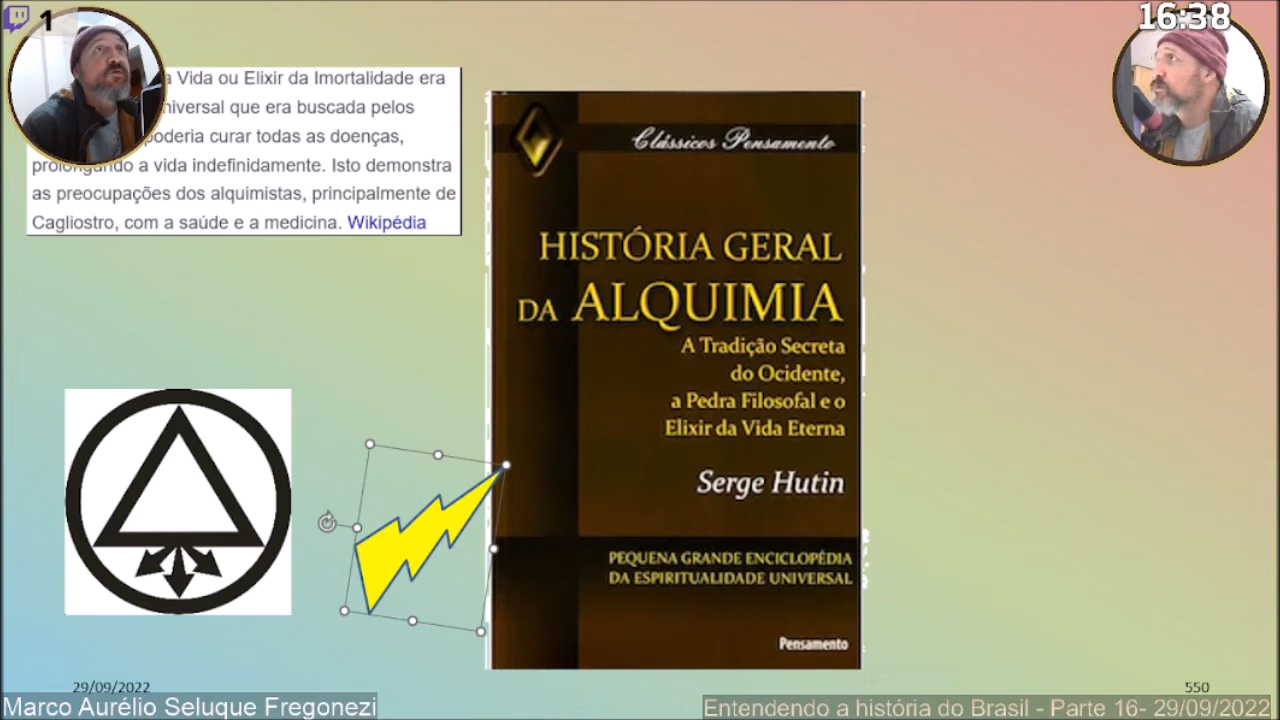 1
16:38
a Vida ou Elixir da Imortalidade era
niversal que era buscada pelos
poderia curar todas as doenças,
prolongando a vida indefinidamente. Isto demonstra
as preocupações dos alquimistas, principalmente de
Cagliostro, com a saúde e a medicina. Wikipédia
Clássicos Pensamento
HISTÓRIA GERAL
DA ALQUIMIA
A Tradição Secreta
do Ocidente,
a Pedra Filosofal e o
Elixir da Vida Eterna
Serge Hutin
PEQUENA GRANDE ENCICLOPÉDIA
DA ESPIRITUALIDADE UNIVERSAL
Pensamento
29/09/2022
550
Marco Aurélio Seluque Fregonezi
Entendendo a história do Brasil - Parte 16- 29/09/2022